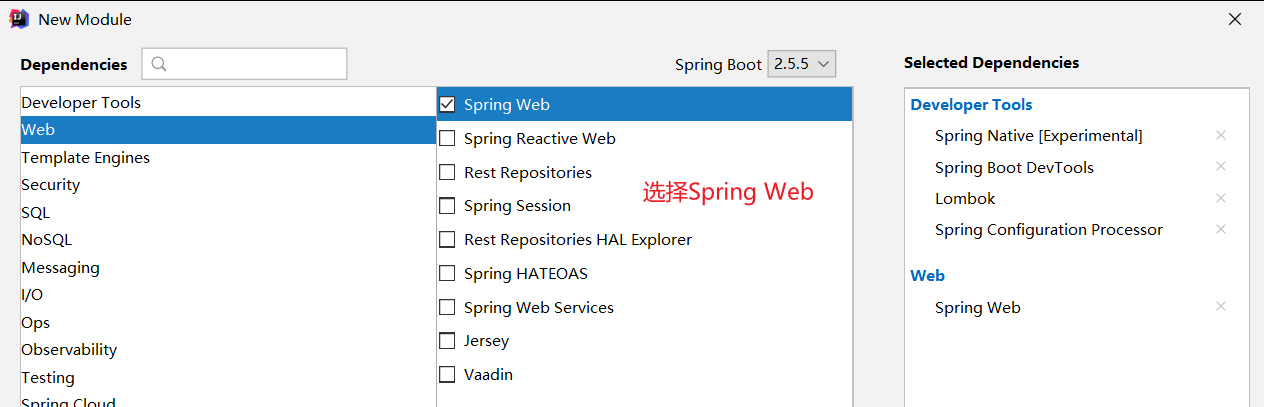 New Module
Dependencies
Spring Boot 2.5.5
Selected Dependencies
Developer Tools
Web
Template Engines
Security
SQL
NoSQL
Messaging
I/O
Ops
Observability
Testing
Spring Cloud
Spring Web
Spring Reactive Web
Rest Repositories
Spring Session
Rest Repositories HAL Explorer
Spring HATEOAS
Spring Web Services
Jersey
Vaadin
选择Spring Web
Developer Tools
Spring Native [Experimental]
Spring Boot DevTools
Lombok
Spring Configuration Processor
Web
Spring Web